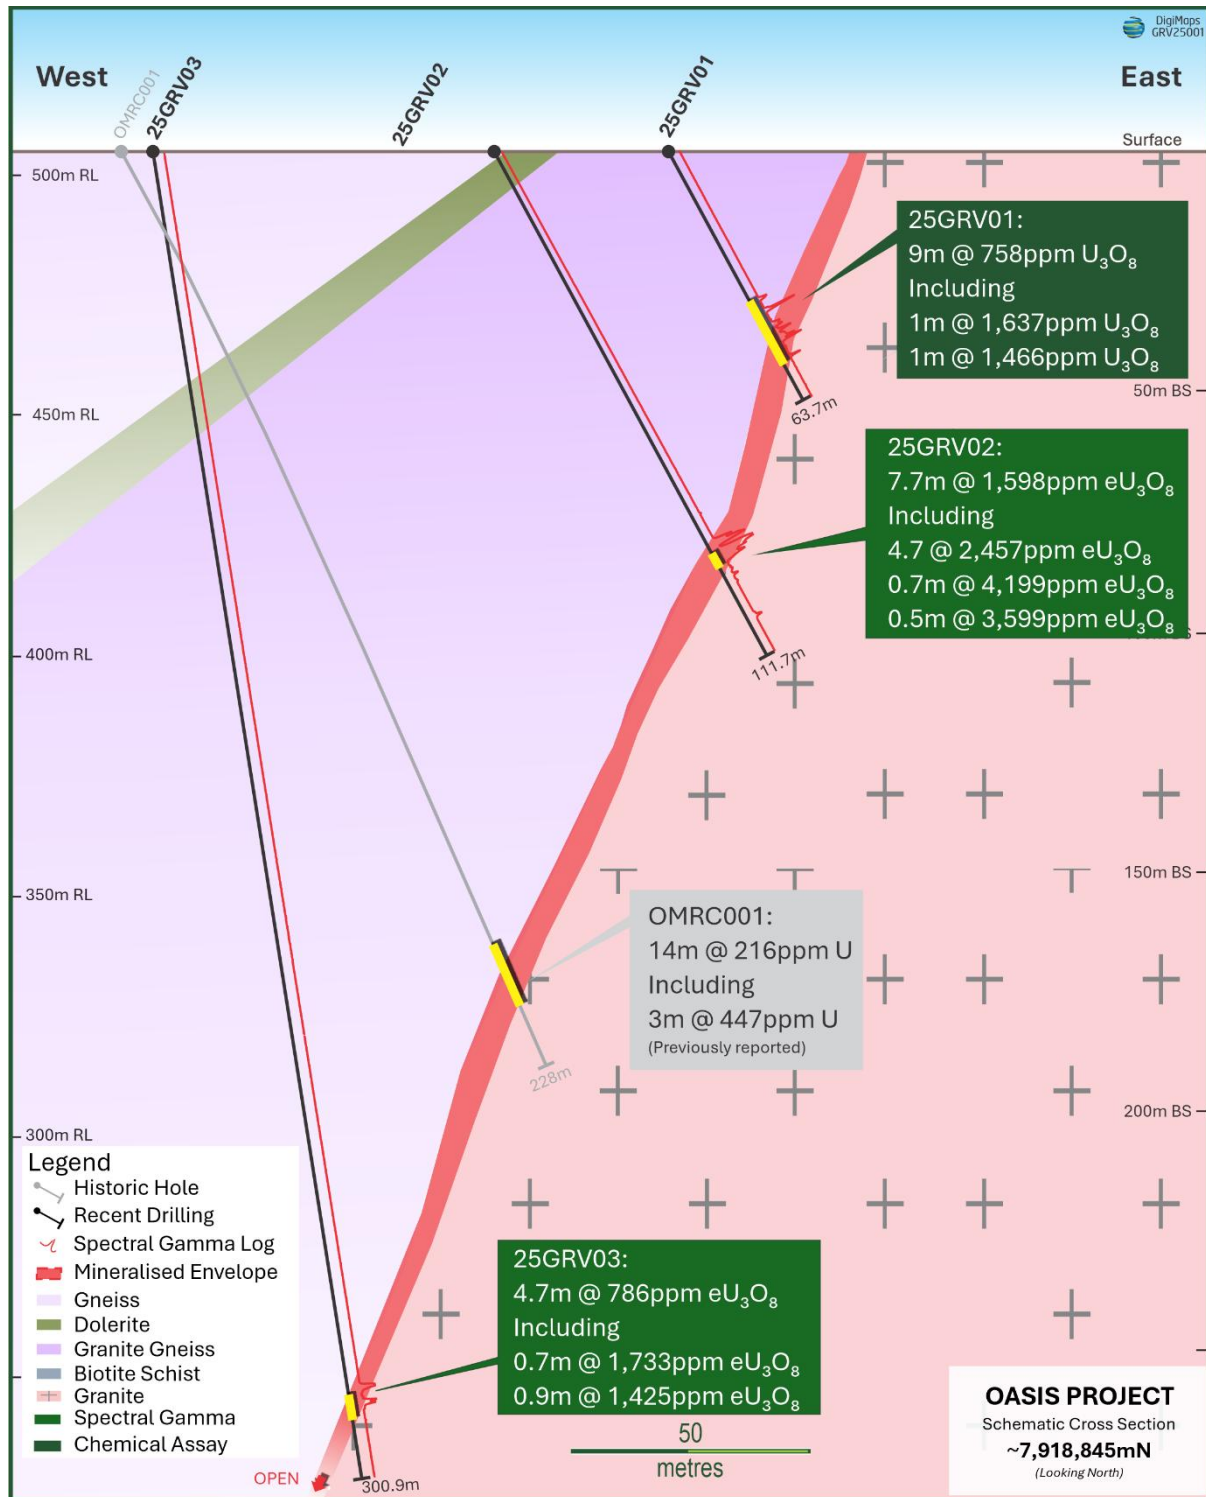 DigiMaps
GRV25001
West
OMRC001
25GRV03
25GRV02
25GRV01
East
Surface
500m RL
25GRV01:
9m @ 758ppm U₃O₈
Including
1m @ 1,637ppm U₃O₈
1m @ 1,466ppm U₃O₈
50m BS
63.7m
450m RL
25GRV02:
7.7m @ 1,598ppm eU₃O₈
Including
4.7 @ 2,457ppm eU₃O₈
0.7m @ 4,199ppm eU₃O₈
0.5m @ 3,599ppm eU₃O₈
400m RL
111.7m
150m BS
350m RL
OMRC001:
14m @ 216ppm U
Including
3m @ 447ppm U
(Previously reported)
228m
200m BS
300m RL
Legend
Historic Hole
Recent Drilling
Spectral Gamma Log
Mineralised Envelope
Gneiss
Dolerite
Granite Gneiss
Biotite Schist
Granite
Spectral Gamma
Chemical Assay
25GRV03:
4.7m @ 786ppm eU₃O₈
Including
0.7m @ 1,733ppm eU₃O₈
0.9m @ 1,425ppm eU₃O₈
50
metres
OPEN
300.9m
OASIS PROJECT
Schematic Cross Section
~7,918,845mN
(Looking North)